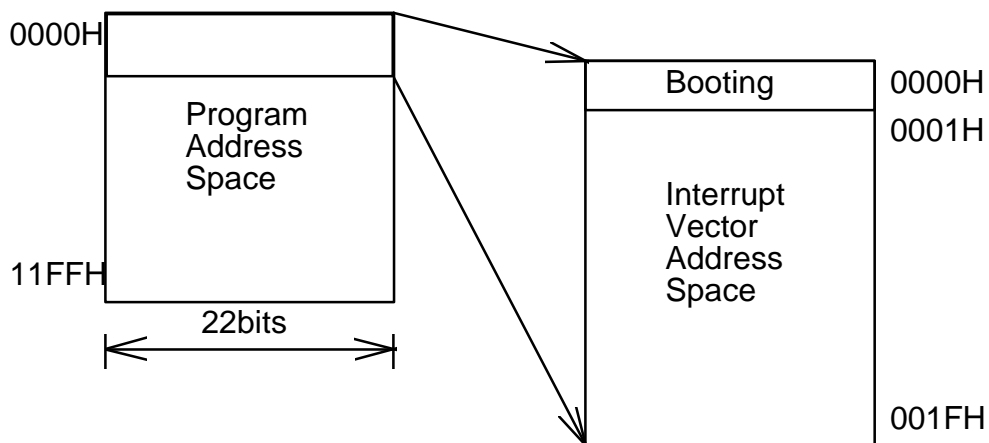 0000H
Program
Address
Space
11FFH
22bits
Booting
0000H
0001H
Interrupt
Vector
Address
Space
001FH